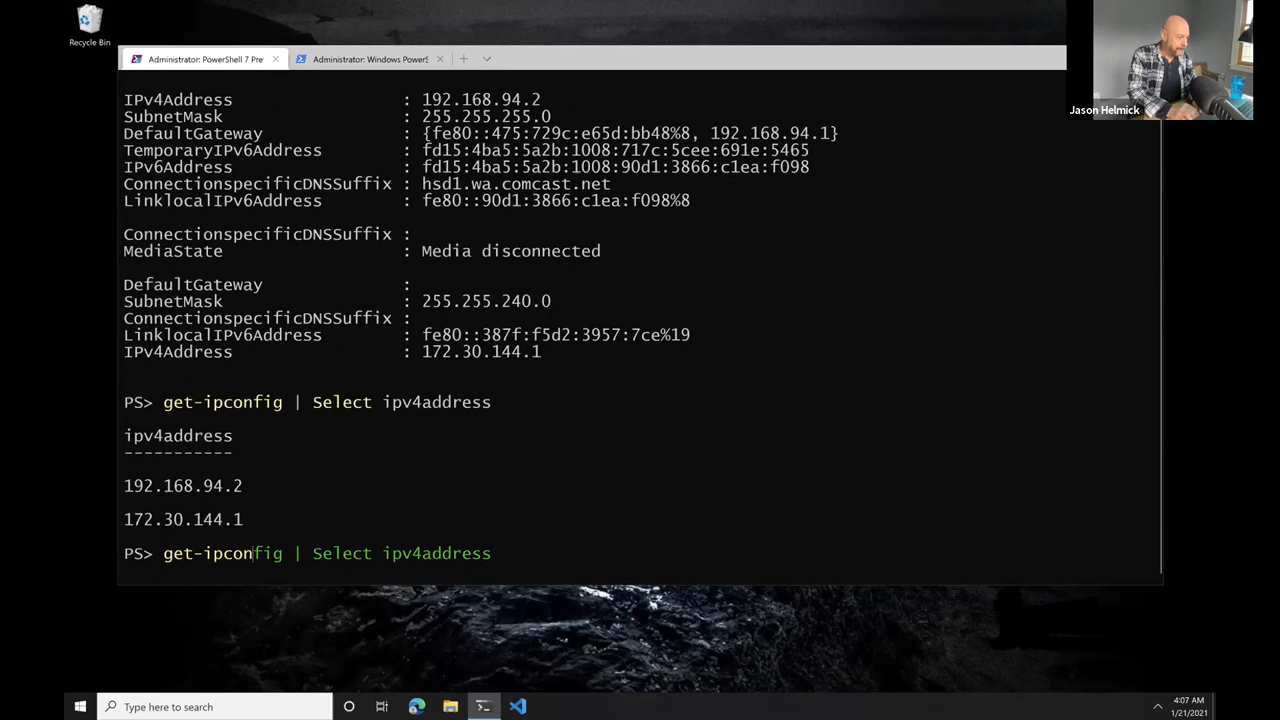 Recycle Bin
Administrator: PowerShell 7 Pre
Administrator: Windows PowerS
Jason Helmick
IPv4Address : 192.168.94.2
SubnetMask : 255.255.255.0
DefaultGateway : {fe80::475:729c:e65d:bb48%8, 192.168.94.1}
TemporaryIPv6Address : fd15:4ba5:5a2b:1008:717c:5cee:691e:5465
IPv6Address : fd15:4ba5:5a2b:1008:90d1:3866:c1ea:f098
ConnectionspecificDNSSuffix : hsd1.wa.comcast.net
LinklocalIPv6Address : fe80::90d1:3866:c1ea:f098%8
ConnectionspecificDNSSuffix :
MediaState : Media disconnected
DefaultGateway :
SubnetMask : 255.255.240.0
ConnectionspecificDNSSuffix :
LinklocalIPv6Address : fe80::387f:f5d2:3957:7ce%19
IPv4Address : 172.30.144.1
PS> get-ipconfig | Select ipv4address
ipv4address
-----------
192.168.94.2
172.30.144.1
PS> get-ipconfig | Select ipv4address
Type here to search
4:07 AM
1/21/2021